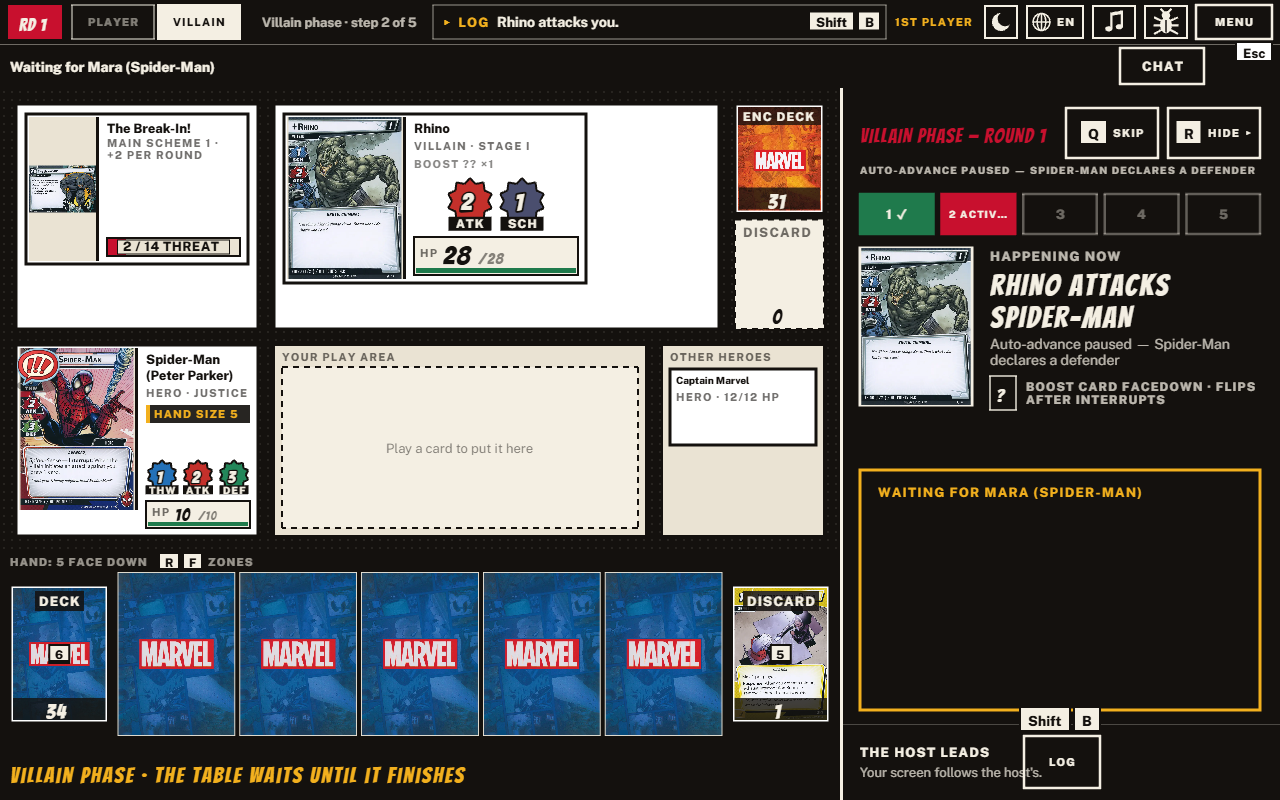 RD 1
PLAYER
VILLAIN
Villain phase · step 2 of 5
▸ LOG Rhino attacks you.
Shift B
1ST PLAYER
EN
MENU
Esc
Waiting for Mara (Spider-Man)
CHAT
The Break-In!
MAIN SCHEME 1 ·
+2 PER ROUND
2 / 14 THREAT
Rhino
Rhino
VILLAIN · STAGE I
BOOST ?? ×1
2 ATK
1 SCH
HP 28 /28
ENC DECK
MARVEL
31
DISCARD
0
VILLAIN PHASE — ROUND 1
Q SKIP
R HIDE ▸
AUTO-ADVANCE PAUSED — SPIDER-MAN DECLARES A DEFENDER
1 ✓
2 ACTIV...
3
4
5
Rhino
HAPPENING NOW
RHINO ATTACKS
SPIDER-MAN
Auto-advance paused — Spider-Man
declares a defender
?
BOOST CARD FACEDOWN · FLIPS
AFTER INTERRUPTS
Spider-Man
Spider-Man
(Peter Parker)
HERO · JUSTICE
HAND SIZE 5
1 THW
2 ATK
3 DEF
HP 10 /10
YOUR PLAY AREA
Play a card to put it here
OTHER HEROES
Captain Marvel
HERO · 12/12 HP
WAITING FOR MARA (SPIDER-MAN)
HAND: 5 FACE DOWN R F ZONES
DECK
MARVEL
6
34
MARVEL
MARVEL
MARVEL
MARVEL
MARVEL
DISCARD
5
1
VILLAIN PHASE · THE TABLE WAITS UNTIL IT FINISHES
Shift B
THE HOST LEADS
Your screen follows the host's.
LOG